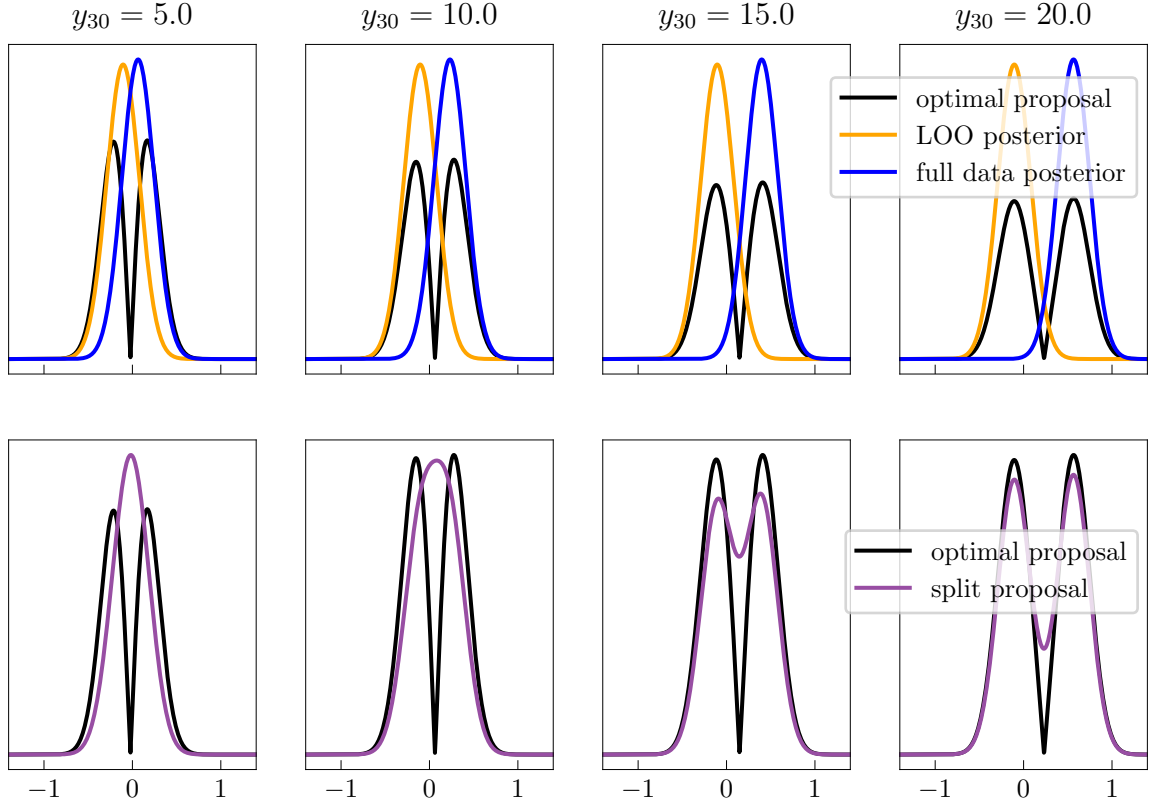 y₃₀ = 5.0
y₃₀ = 10.0
y₃₀ = 15.0
y₃₀ = 20.0
optimal proposal
LOO posterior
full data posterior
−1 0 1
−1 0 1
−1 0 1
−1 0 1
optimal proposal
split proposal